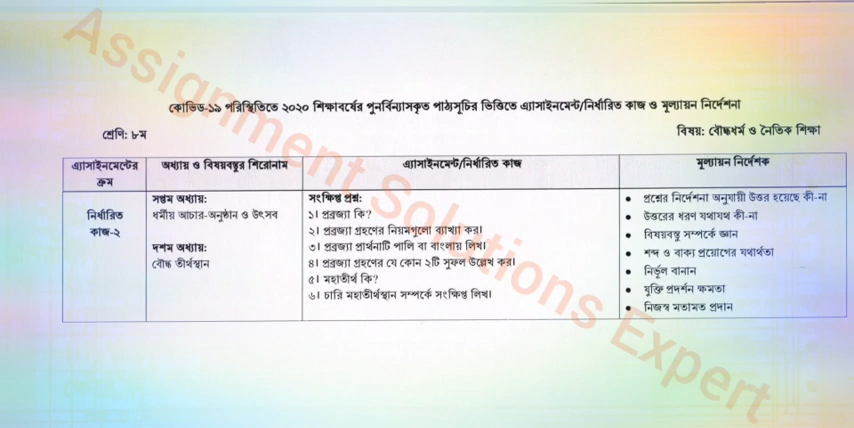 Assignment Solutions Expert
কোভিড-১৯ পরিস্থিতিতে ২০২০ শিক্ষাবর্ষের পুনর্বিন্যাসকৃত পাঠ্যসূচির ভিত্তিতে এ্যাসাইনমেন্ট/নির্ধারিত কাজ ও মূল্যায়ন নির্দেশনা
শ্রেণি: ৮ম
বিষয়: বৌদ্ধধর্ম ও নৈতিক শিক্ষা
এ্যাসাইনমেন্টের
ক্রম
অধ্যায় ও বিষয়বস্তুর শিরোনাম
এ্যাসাইনমেন্ট/নির্ধারিত কাজ
মূল্যায়ন নির্দেশক
নির্ধারিত
কাজ-২
সপ্তম অধ্যায়:
ধর্মীয় আচার-অনুষ্ঠান ও উৎসব
দশম অধ্যায়:
বৌদ্ধ তীর্থস্থান
সংক্ষিপ্ত প্রশ্ন:
১। প্রব্রজ্যা কি?
২। প্রব্রজ্যা গ্রহণের নিয়মগুলো ব্যাখ্যা কর।
৩। প্রব্রজ্যা প্রার্থনাটি পালি বা বাংলায় লিখ।
৪। প্রব্রজ্যা গ্রহণের যে কোন ২টি সুফল উল্লেখ কর।
৫। মহাতীর্থ কি?
৬। চারি মহাতীর্থস্থান সম্পর্কে সংক্ষিপ্ত লিখ।
• প্রশ্নের নির্দেশনা অনুযায়ী উত্তর হয়েছে কী-না
• উত্তরের ধরণ যথাযথ কী-না
• বিষয়বস্তু সম্পর্কে জ্ঞান
• শব্দ ও বাক্য প্রয়োগের যথার্থতা
• নির্ভুল বানান
• যুক্তি প্রদর্শন ক্ষমতা
• নিজস্ব মতামত প্রদান